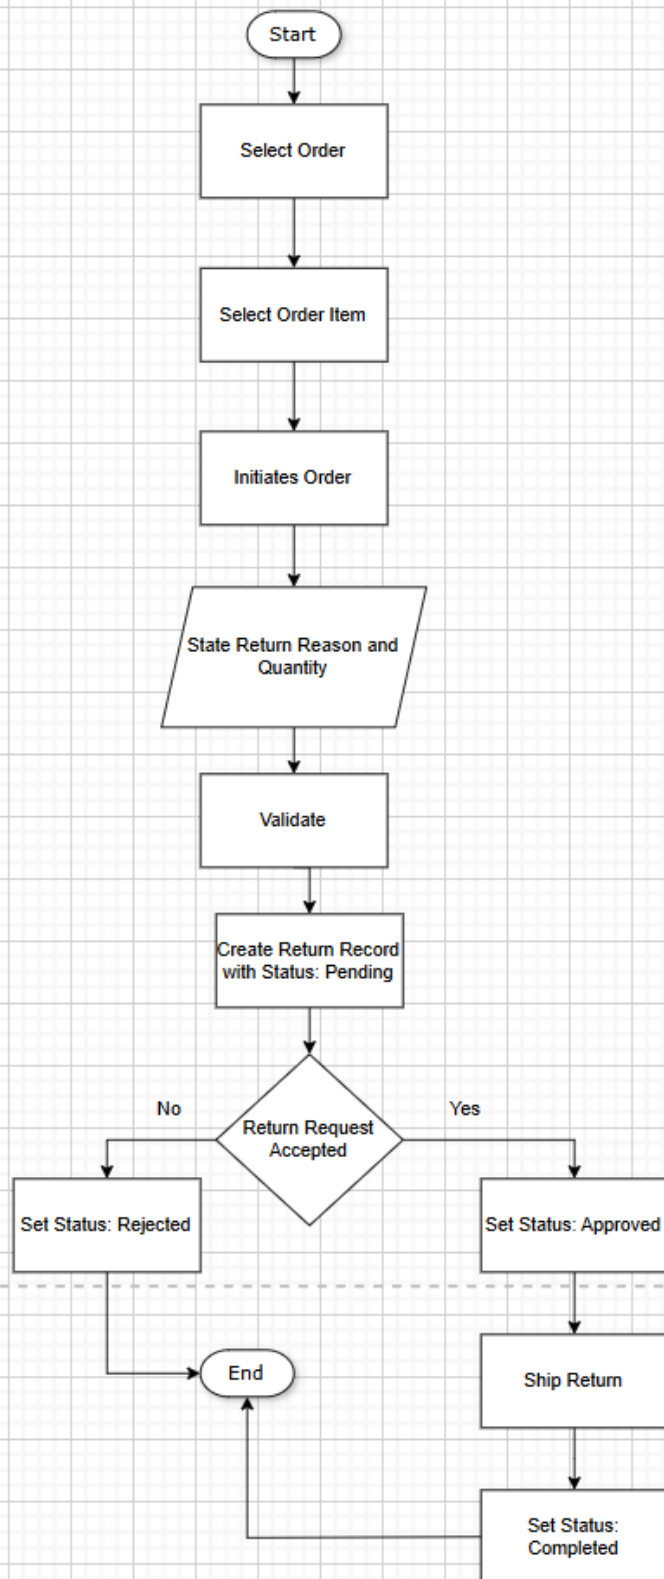 Start
Select Order
Select Order Item
Initiates Order
State Return Reason and
Quantity
Validate
Create Return Record
with Status: Pending
No
Yes
Return Request
Accepted
Set Status: Rejected
Set Status: Approved
End
Ship Return
Set Status:
Completed